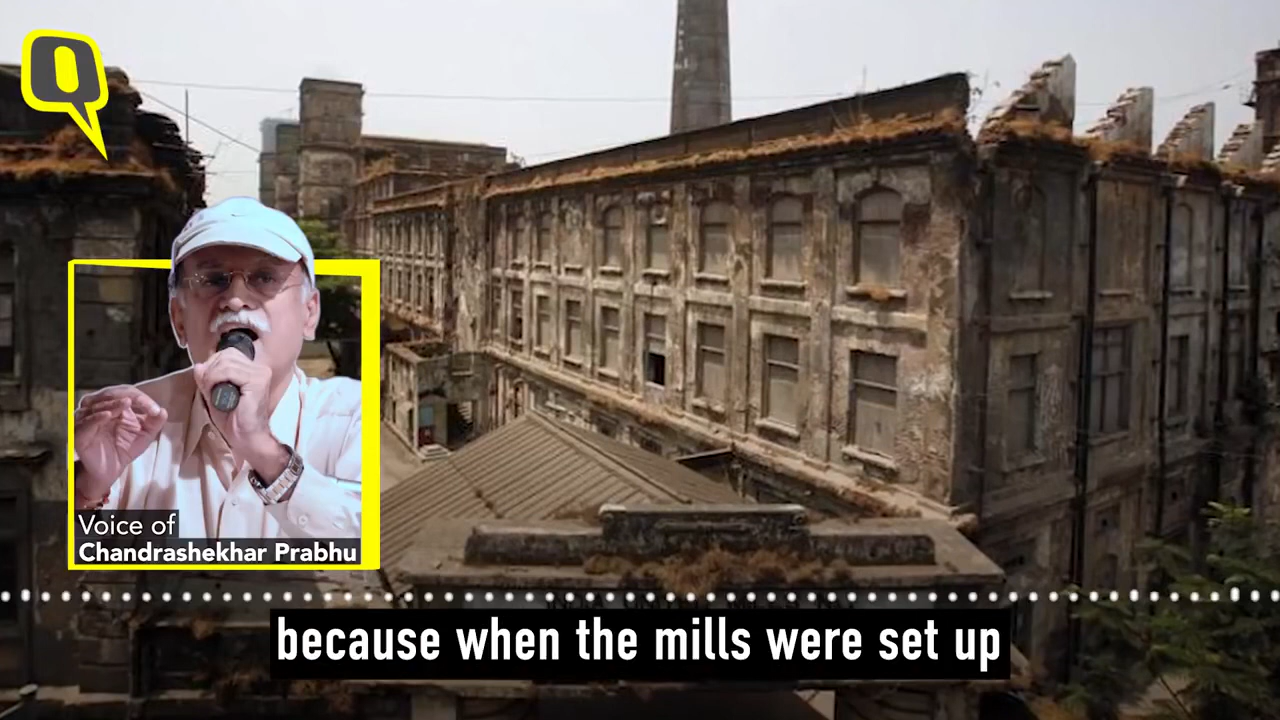 Voice of
Chandrashekhar Prabhu
because when the mills were set up